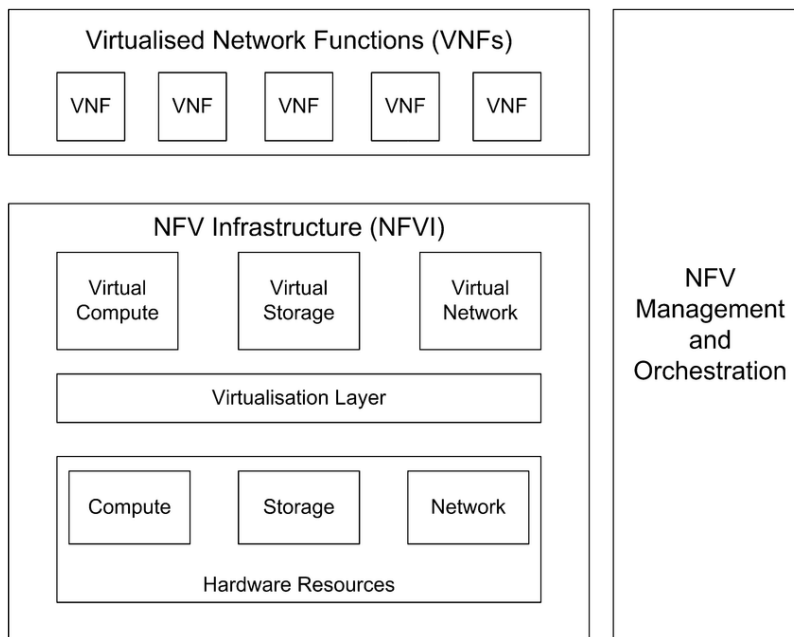 Virtualised Network Functions (VNFs)
VNF VNF VNF VNF VNF
NFV Infrastructure (NFVI)
Virtual
Compute
Virtual
Storage
Virtual
Network
Virtualisation Layer
Compute Storage Network
Hardware Resources
NFV
Management
and
Orchestration